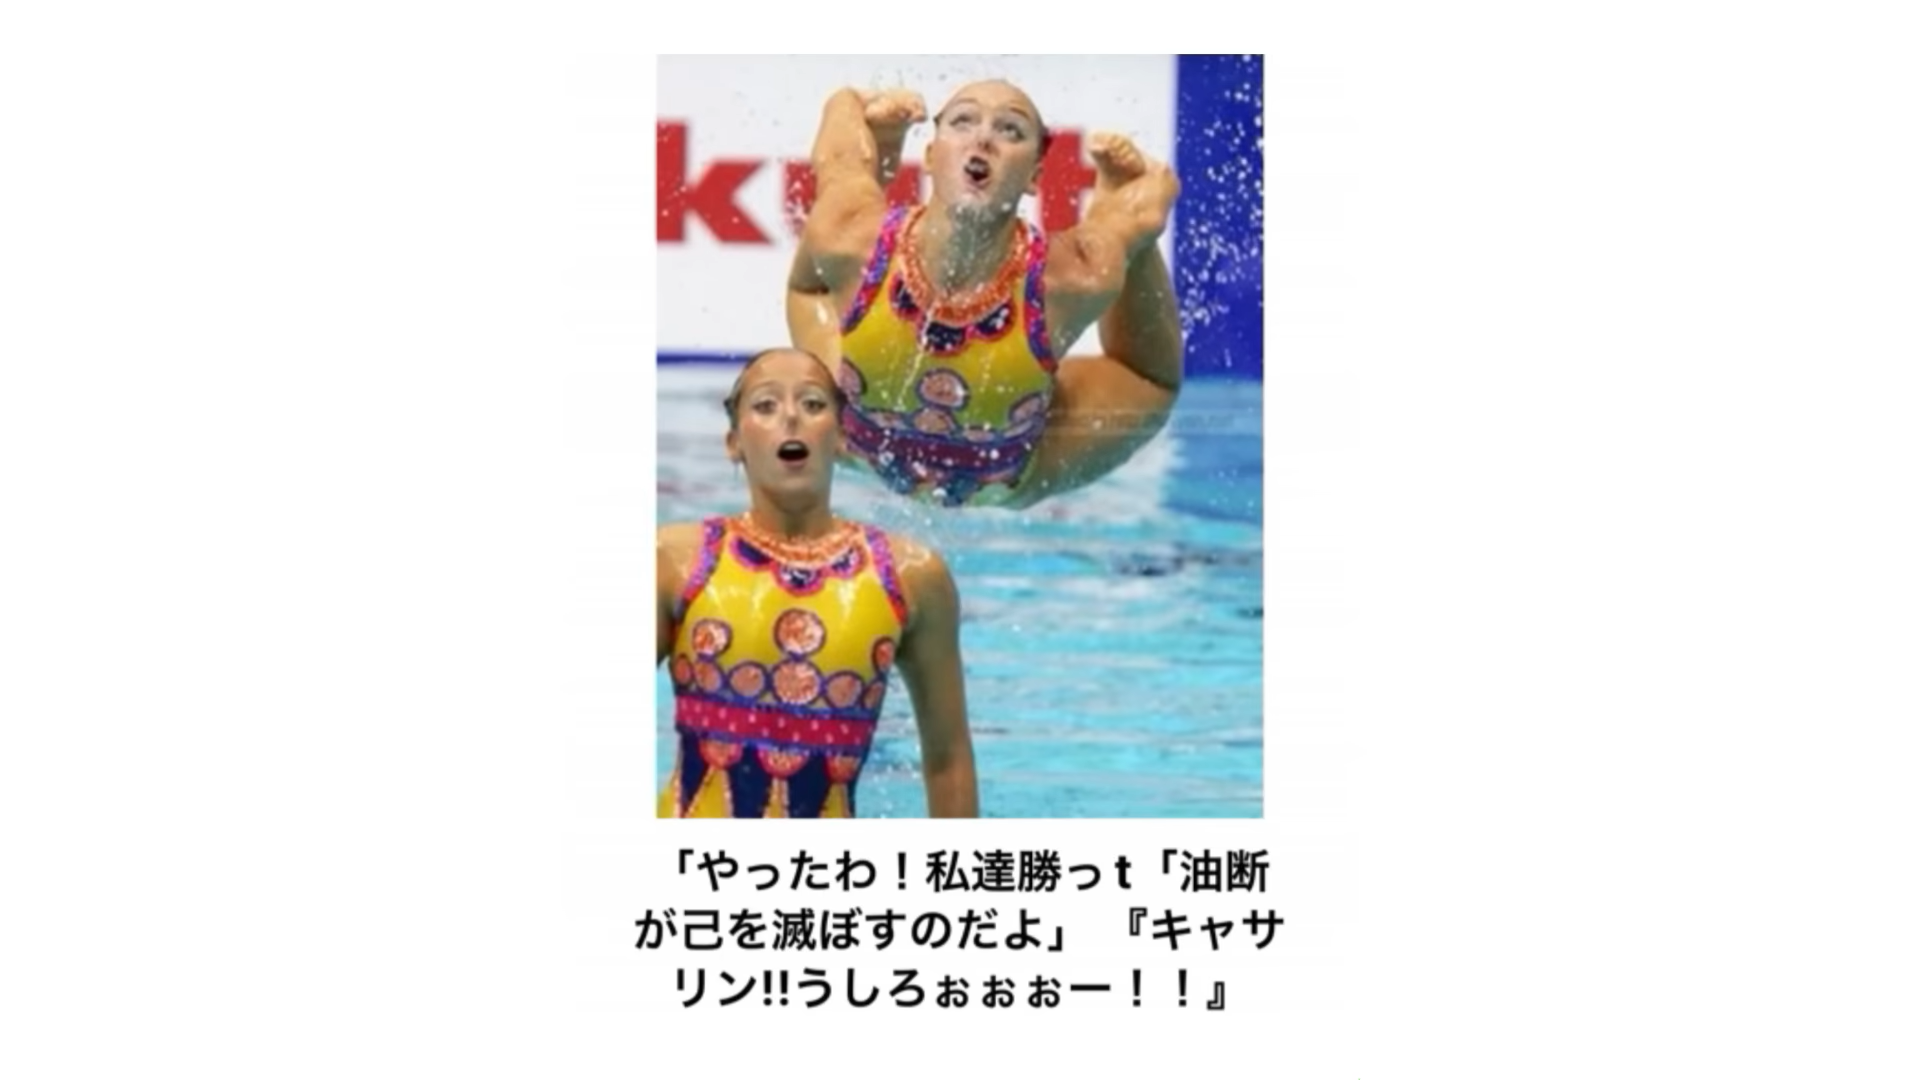 kult
「やったわ！私達勝っt「油断
が己を滅ぼすのだよ」 『キャサ
リン!!うしろぉぉぉー！！』